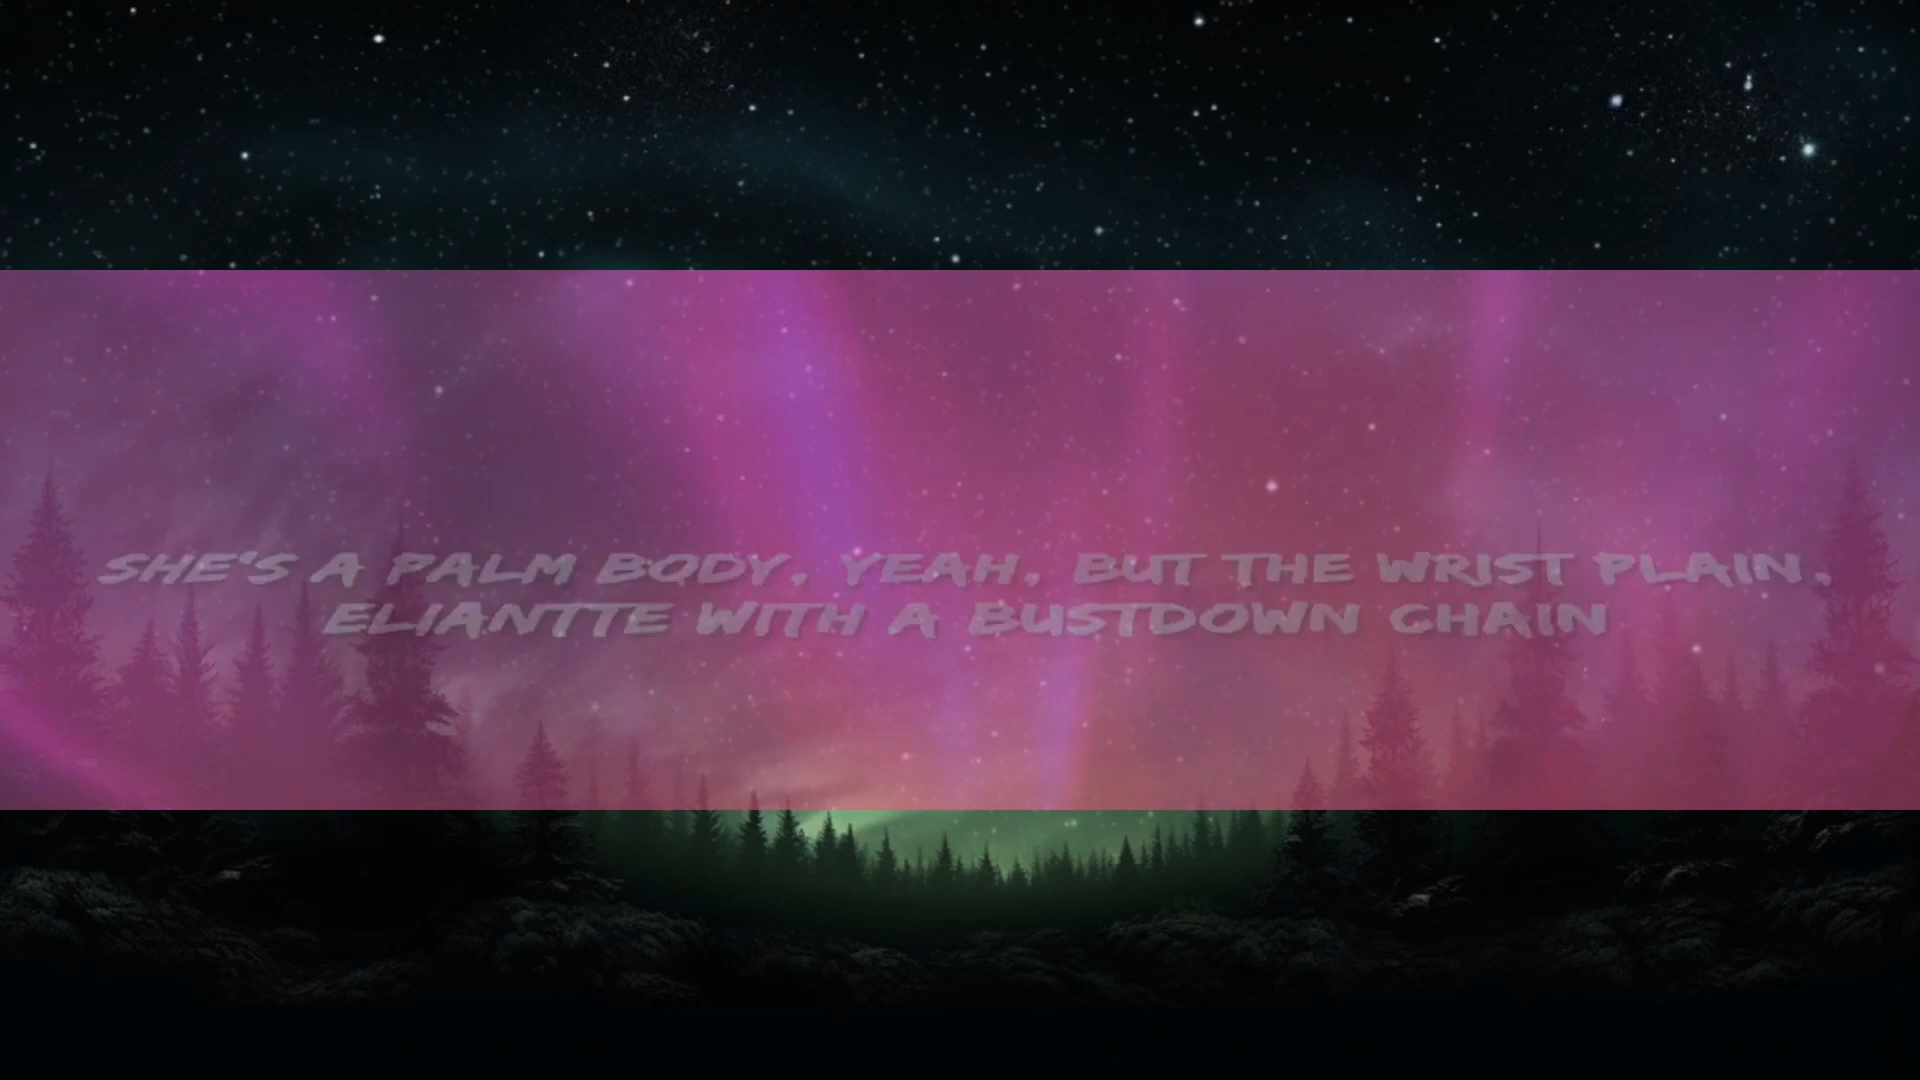 SHE'S A PALM BODY, YEAH, BUT THE WRIST PLAIN,
ELIANTTE WITH A BUSTDOWN CHAIN